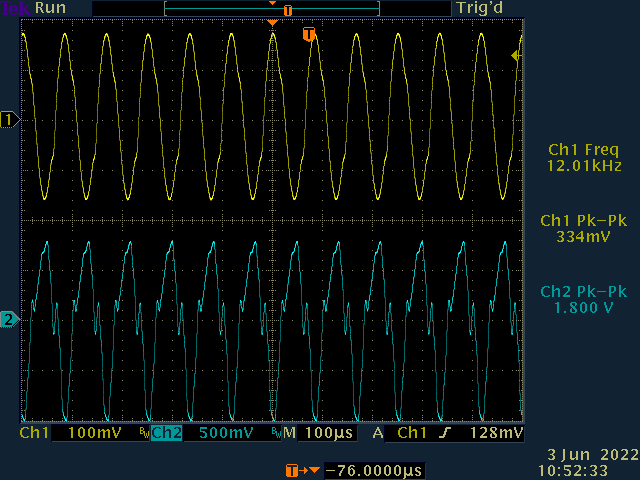 Tek Run Trig'd
T
T
1
Ch1 Freq
12.01kHz
Ch1 Pk-Pk
334mV
Ch2 Pk-Pk
1.800 V
2
Ch1 100mV BW Ch2 500mV BW M 100µs A Ch1 128mV
3 Jun 2022
10:52:33
T -76.0000µs